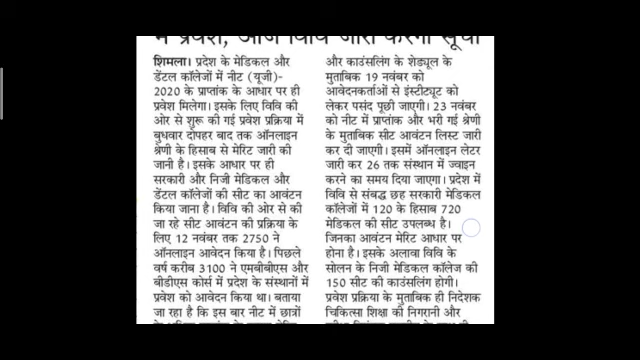 में प्रवेश, आज विवि जारी करेगा सूची
शिमला। प्रदेश के मेडिकल और
डेंटल कॉलेजों में नीट (यूजी)-
2020 के प्राप्तांक के आधार पर ही
प्रवेश मिलेगा। इसके लिए विवि की
ओर से शुरू की गई प्रवेश प्रक्रिया में
बुधवार दोपहर बाद तक ऑनलाइन
श्रेणी के हिसाब से मेरिट जारी की
जानी है। इसके आधार पर ही
सरकारी और निजी मेडिकल और
डेंटल कॉलेजों की सीट का आवंटन
किया जाना है। विवि की ओर से की
जा रहे सीट आवंटन की प्रक्रिया के
लिए 12 नवंबर तक 2750 ने
ऑनलाइन आवेदन किया है। पिछले
वर्ष करीब 3100 ने एमबीबीएस और
बीडीएस कोर्स में प्रदेश के संस्थानों में
प्रवेश को आवेदन किया था। बताया
जा रहा है कि इस बार नीट में छात्रों
और काउंसलिंग के शेड्यूल के
मुताबिक 19 नवंबर को
आवेदनकर्ताओं से इंस्टीट्यूट को
लेकर पसंद पूछी जाएगी। 23 नवंबर
को नीट में प्राप्तांक और भरी गई श्रेणी
के मुताबिक सीट आवंटन लिस्ट जारी
कर दी जाएगी। इसमें ऑनलाइन लेटर
जारी कर 26 तक संस्थान में ज्वाइन
करने का समय दिया जाएगा। प्रदेश में
विवि से संबद्ध छह सरकारी मेडिकल
कॉलेजों में 120 के हिसाब 720
मेडिकल की सीट उपलब्ध है।
जिनका आवंटन मेरिट आधार पर
होना है। इसके अलावा विवि के
सोलन के निजी मेडिकल कॉलेज की
150 सीट की काउंसलिंग होगी।
प्रवेश प्रक्रिया के मुताबिक ही निदेशक
चिकित्सा शिक्षा की निगरानी और